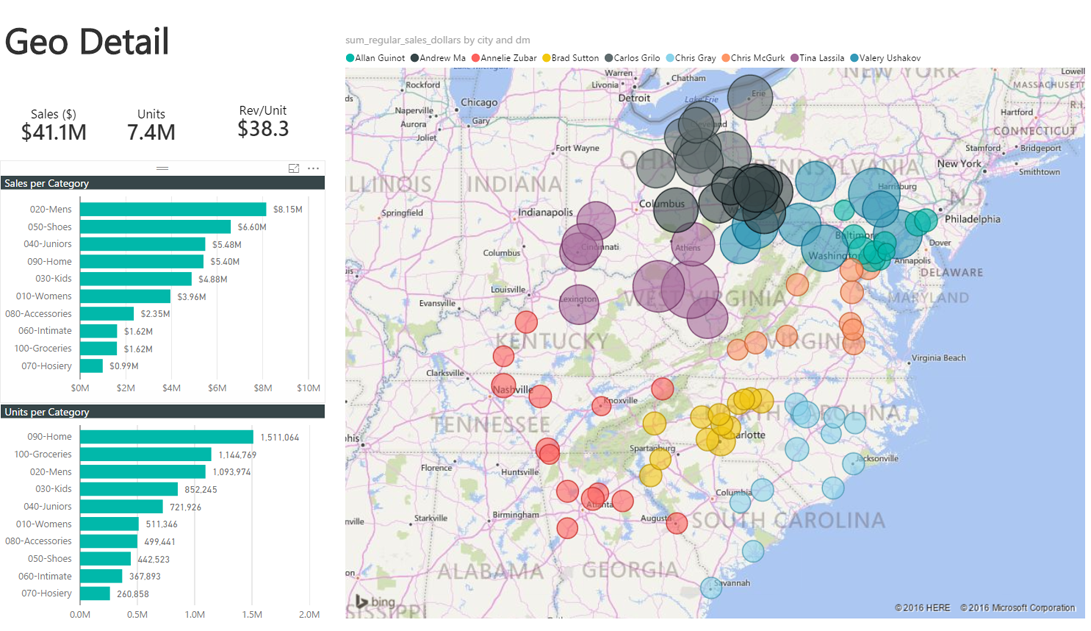 Geo Detail
Sales ($)
$41.1M
Units
7.4M
Rev/Unit
$38.3
Sales per Category
020-Mens $8.15M
050-Shoes $6.60M
040-Juniors $5.48M
090-Home $5.40M
030-Kids $4.88M
010-Womens $3.96M
080-Accessories $2.35M
060-Intimate $1.62M
100-Groceries $1.62M
070-Hosiery $0.99M
$0M $2M $4M $6M $8M $10M
Units per Category
090-Home 1,511,064
100-Groceries 1,144,769
020-Mens 1,093,974
030-Kids 852,245
040-Juniors 721,926
010-Womens 511,346
080-Accessories 499,441
050-Shoes 442,523
060-Intimate 367,893
070-Hosiery 260,858
0.0M 0.5M 1.0M 1.5M 2.0M
sum_regular_sales_dollars by city and dm
Allan Guinot Andrew Ma Annelie Zubar Brad Sutton Carlos Grilo Chris Gray Chris McGurk Tina Lassila Valery Ushakov
NEW YORK
Warren
Chatham
Lowell
Rockford
Livonia
MASSACHUSET
Detroit
Lake Erie
Erie
Chicago
Naperville
Aurora
Gary
Joliet
Hartford
CONNECTICUT
Stamford
Bridgeport
Fort Wayne
OHIO
PENNSYLVANIA
New York
Smithtown
ILLINOIS
INDIANA
Harrisburg
N.J.
Columbus
Springfield
Indianapolis
Philadelphia
Baltimore
Columbus
Cincinnati
Athens
Washington
Dover
Annapolis
DELAWARE
Louisville
Evansville
Lexington
WEST VIRGINIA
MARYLAND
KENTUCKY
VIRGINIA
Virginia Beach
Clarksville
Nashville
Knoxville
NORTH CAROLINA
TENNESSEE
Charlotte
Spartanburg
Jacksonville
Florence
Huntsville
Columbia
Atlanta
Starkville
Birmingham
Augusta
SOUTH CAROLINA
ALABAMA
GEORGIA
Savannah
bing
© 2016 HERE © 2016 Microsoft Corporation